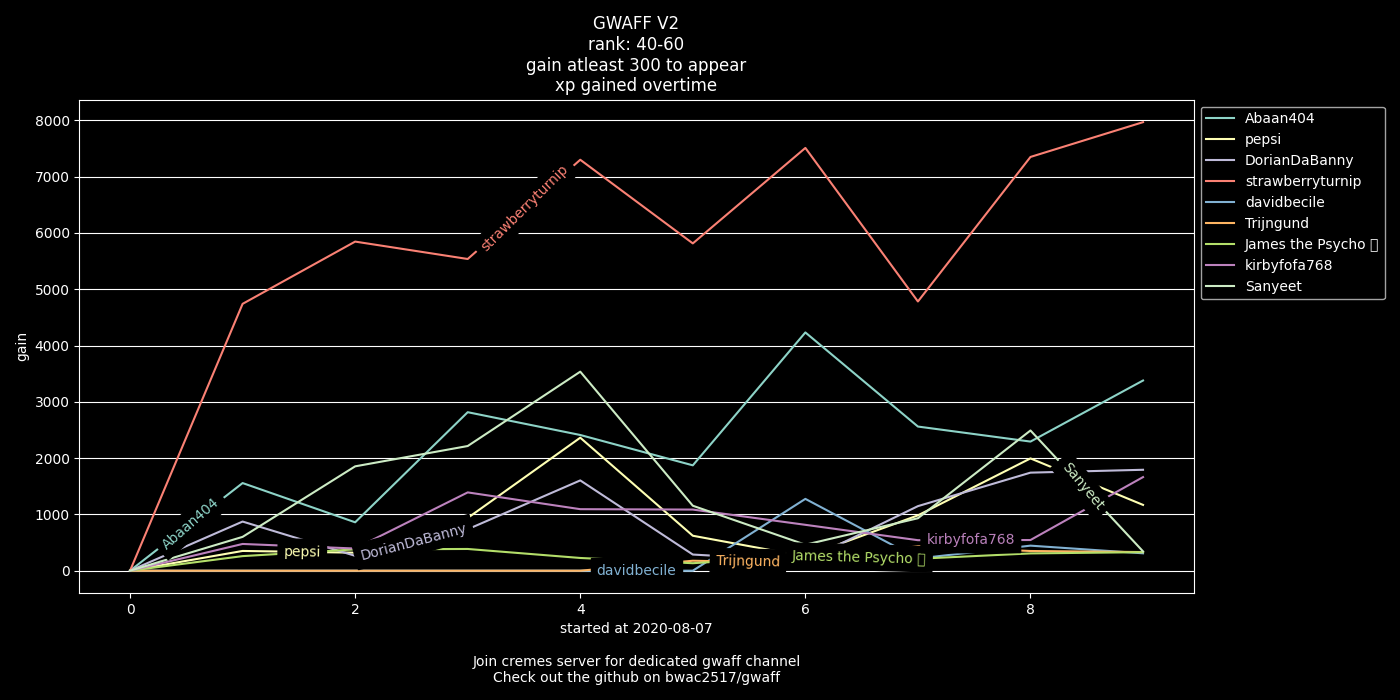 GWAFF V2
rank: 40-60
gain atleast 300 to appear
xp gained overtime
8000
7000
6000
5000
4000
3000
2000
1000
0
gain
strawberryturnip
Abaan404
pepsi
DorianDaBanny
davidbecile
Trijngund
James the Psycho ▯
kirbyfofa768
Sanyeet
0
2
4
6
8
started at 2020-08-07
Abaan404
pepsi
DorianDaBanny
strawberryturnip
davidbecile
Trijngund
James the Psycho ▯
kirbyfofa768
Sanyeet
Join cremes server for dedicated gwaff channel
Check out the github on bwac2517/gwaff